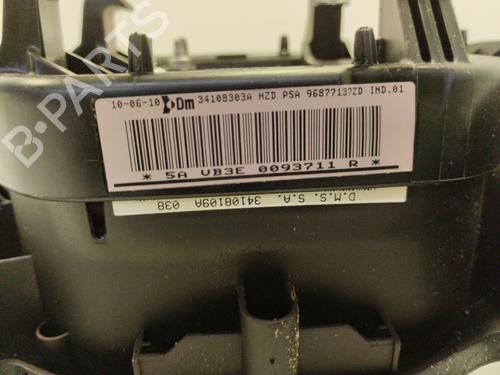 B-PARTS
10-06-10 Dm 34108303A HZD PSA 96877137ZD IND.01
* 5A VB3E 0093711 R *
D.M.S. S.A. 34108109A 038